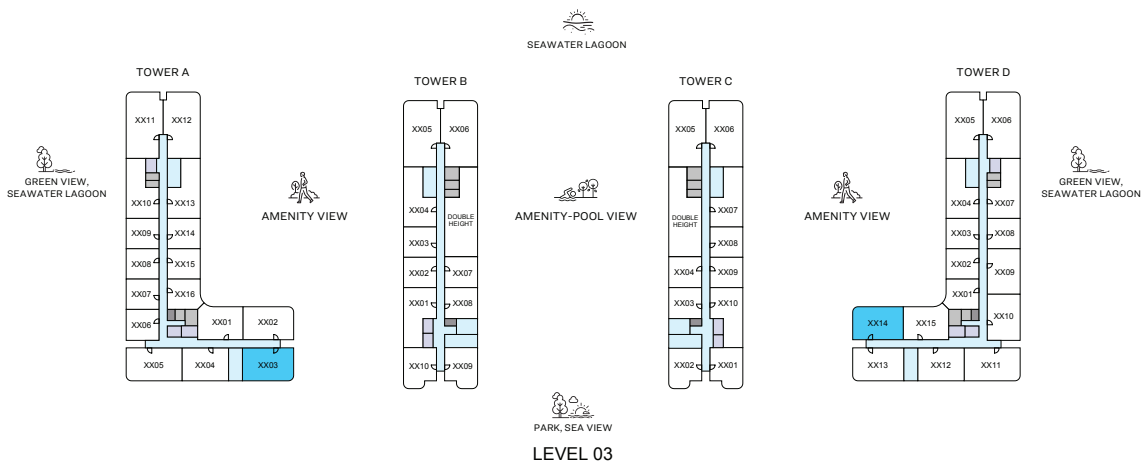 SEAWATER LAGOON
TOWER A
TOWER B
TOWER C
TOWER D
XX11
XX12
XX10
XX13
XX09
XX14
XX08
XX15
XX07
XX16
XX06
XX01
XX02
XX05
XX04
XX03
XX05
XX06
XX04
DOUBLE
HEIGHT
XX03
XX02
XX07
XX01
XX08
XX10
XX09
XX05
XX06
XX07
DOUBLE
HEIGHT
XX08
XX04
XX09
XX03
XX10
XX02
XX01
XX05
XX06
XX04
XX07
XX03
XX02
XX09
XX01
XX10
XX14
XX15
XX13
XX12
XX11
GREEN VIEW,
SEAWATER LAGOON
AMENITY VIEW
AMENITY-POOL VIEW
AMENITY VIEW
GREEN VIEW,
SEAWATER LAGOON
PARK, SEA VIEW
LEVEL 03